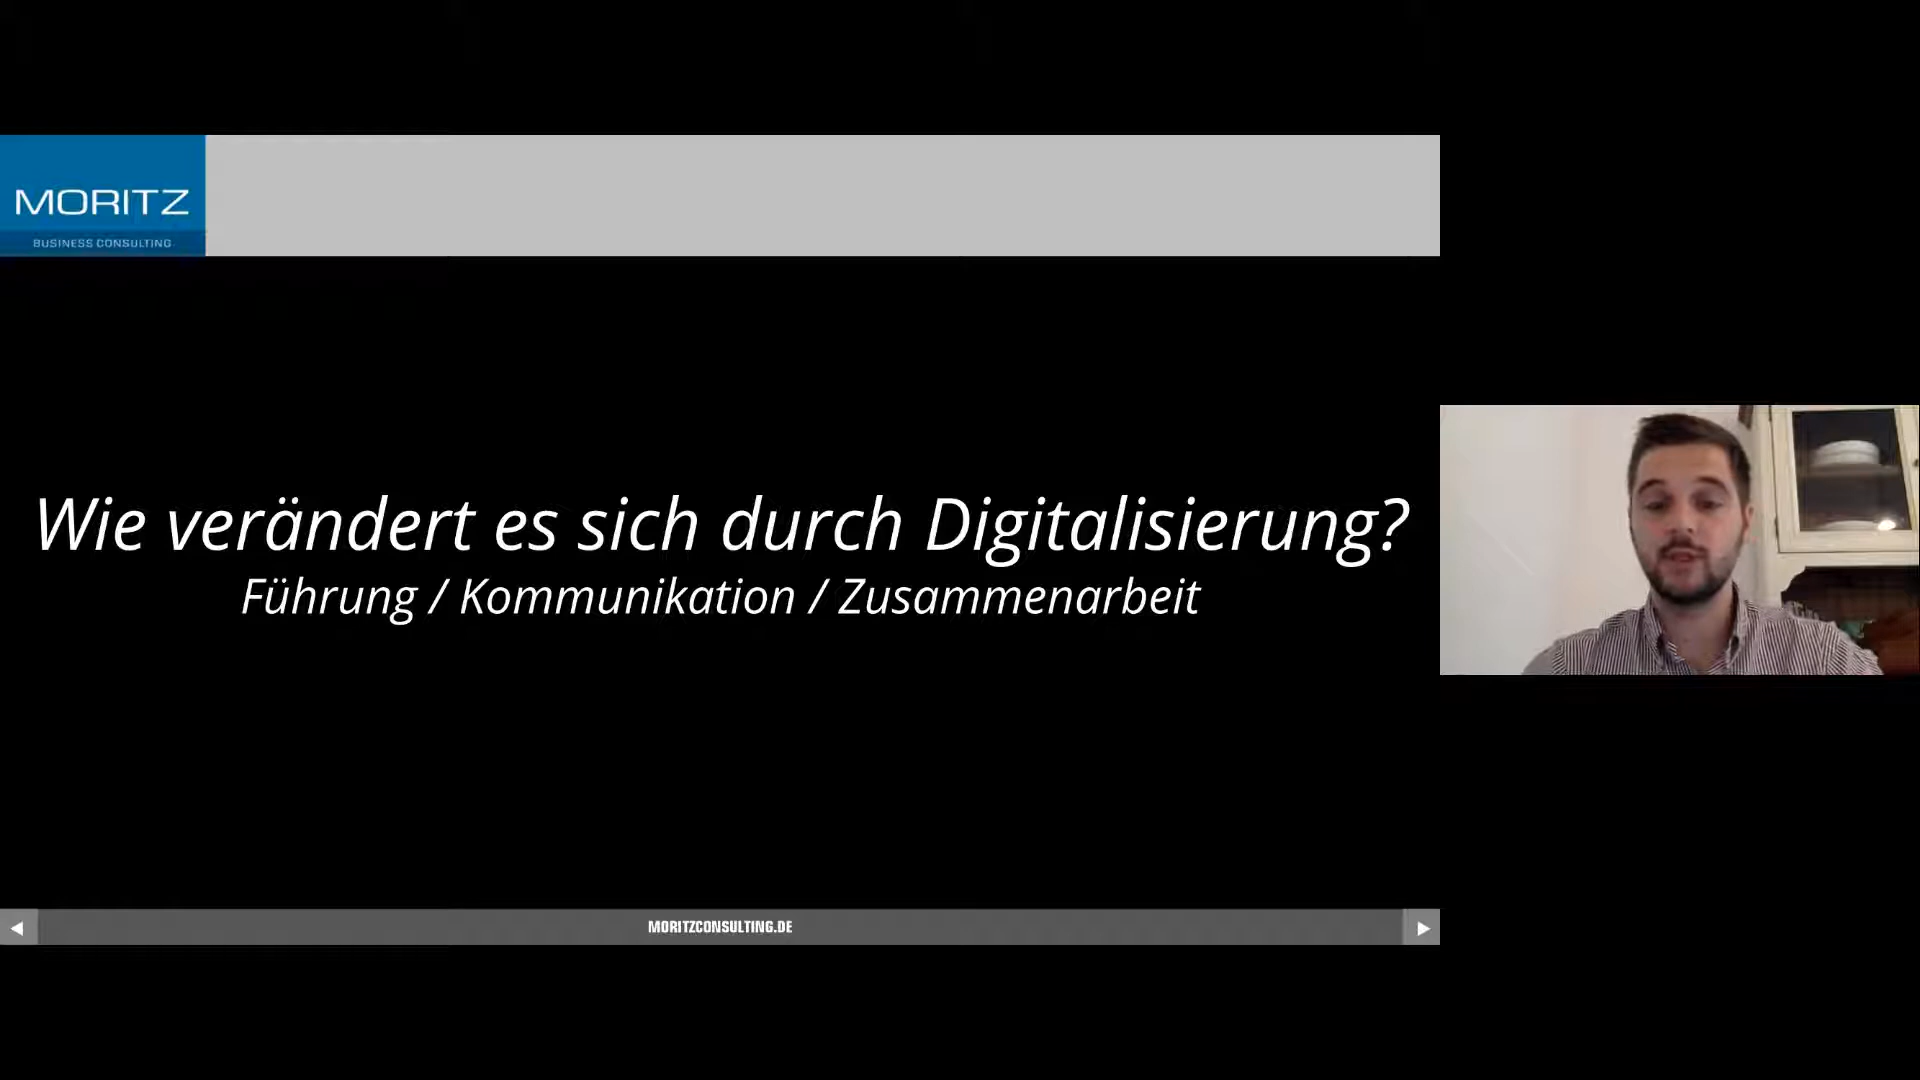 MORITZ
BUSINESS CONSULTING
Wie verändert es sich durch Digitalisierung?
Führung / Kommunikation / Zusammenarbeit
MORITZCONSULTING.DE